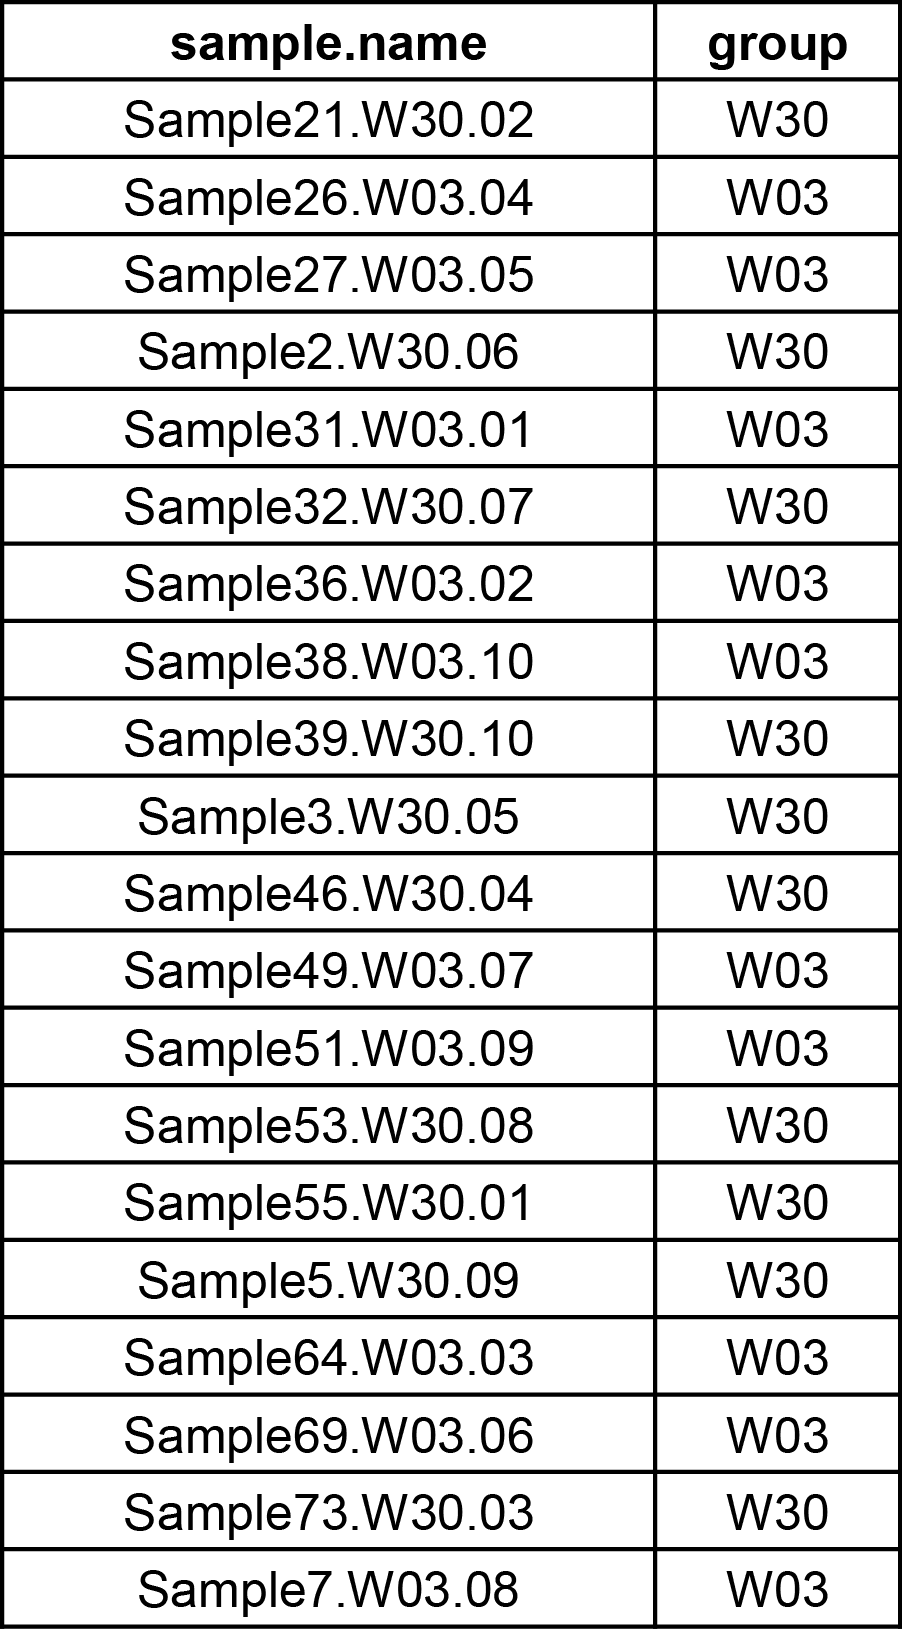 sample.name group
Sample21.W30.02 W30
Sample26.W03.04 W03
Sample27.W03.05 W03
Sample2.W30.06 W30
Sample31.W03.01 W03
Sample32.W30.07 W30
Sample36.W03.02 W03
Sample38.W03.10 W03
Sample39.W30.10 W30
Sample3.W30.05 W30
Sample46.W30.04 W30
Sample49.W03.07 W03
Sample51.W03.09 W03
Sample53.W30.08 W30
Sample55.W30.01 W30
Sample5.W30.09 W30
Sample64.W03.03 W03
Sample69.W03.06 W03
Sample73.W30.03 W30
Sample7.W03.08 W03